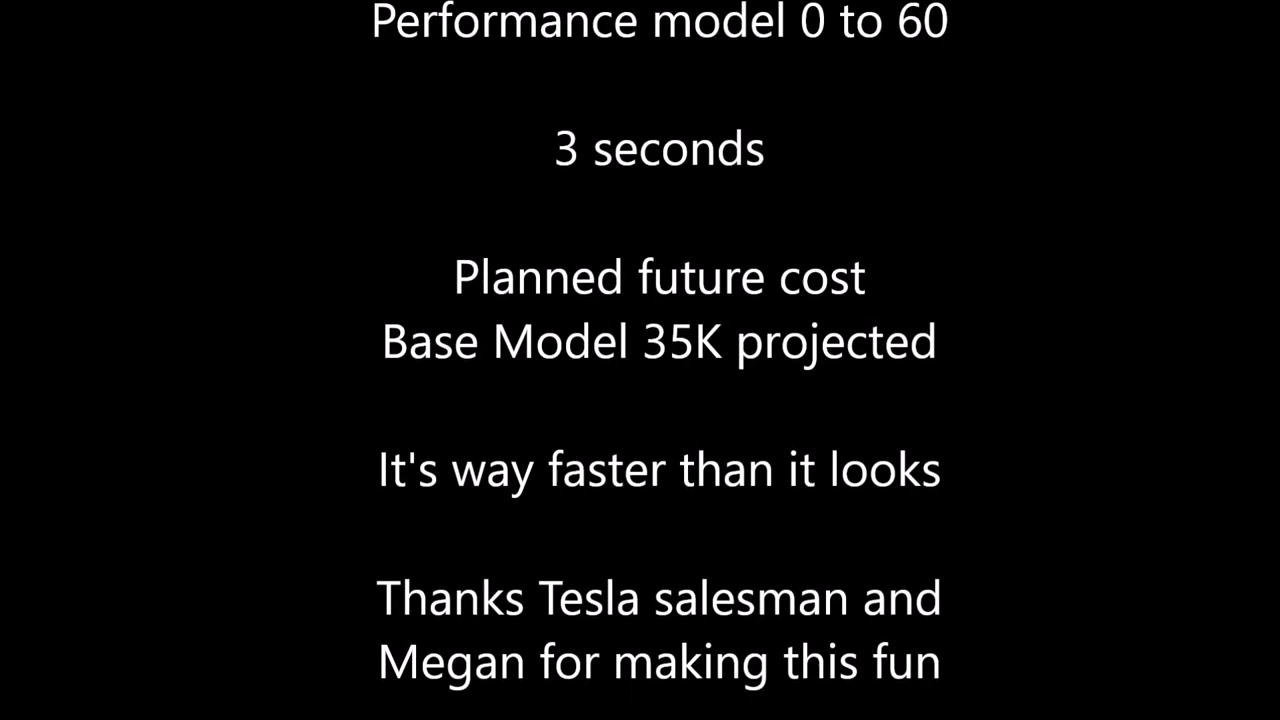 Performance model 0 to 60
3 seconds
Planned future cost
Base Model 35K projected
It's way faster than it looks
Thanks Tesla salesman and
Megan for making this fun